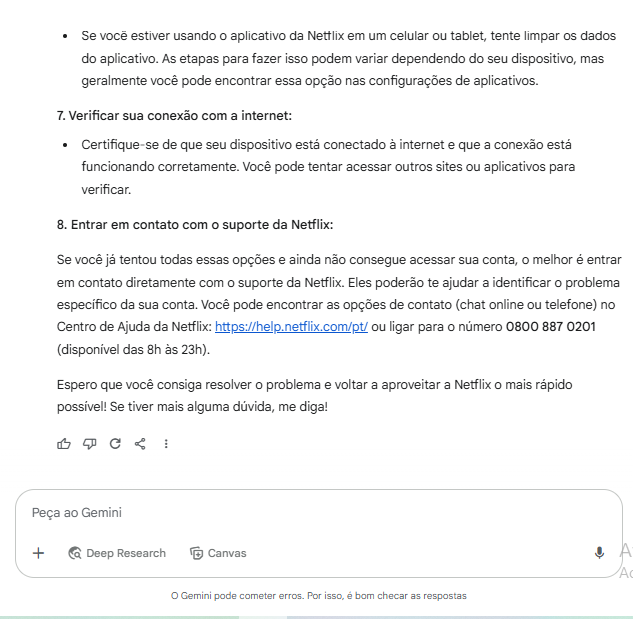 Se você estiver usando o aplicativo da Netflix em um celular ou tablet, tente limpar os dados
do aplicativo. As etapas para fazer isso podem variar dependendo do seu dispositivo, mas
geralmente você pode encontrar essa opção nas configurações de aplicativos.
7. Verificar sua conexão com a internet:
Certifique-se de que seu dispositivo está conectado à internet e que a conexão está
funcionando corretamente. Você pode tentar acessar outros sites ou aplicativos para
verificar.
8. Entrar em contato com o suporte da Netflix:
Se você já tentou todas essas opções e ainda não consegue acessar sua conta, o melhor é entrar
em contato diretamente com o suporte da Netflix. Eles poderão te ajudar a identificar o problema
específico da sua conta. Você pode encontrar as opções de contato (chat online ou telefone) no
Centro de Ajuda da Netflix: https://help.netflix.com/pt/ ou ligar para o número 0800 887 0201
(disponível das 8h às 23h).
Espero que você consiga resolver o problema e voltar a aproveitar a Netflix o mais rápido
possível! Se tiver mais alguma dúvida, me diga!
Peça ao Gemini
Deep Research Canvas
O Gemini pode cometer erros. Por isso, é bom checar as respostas